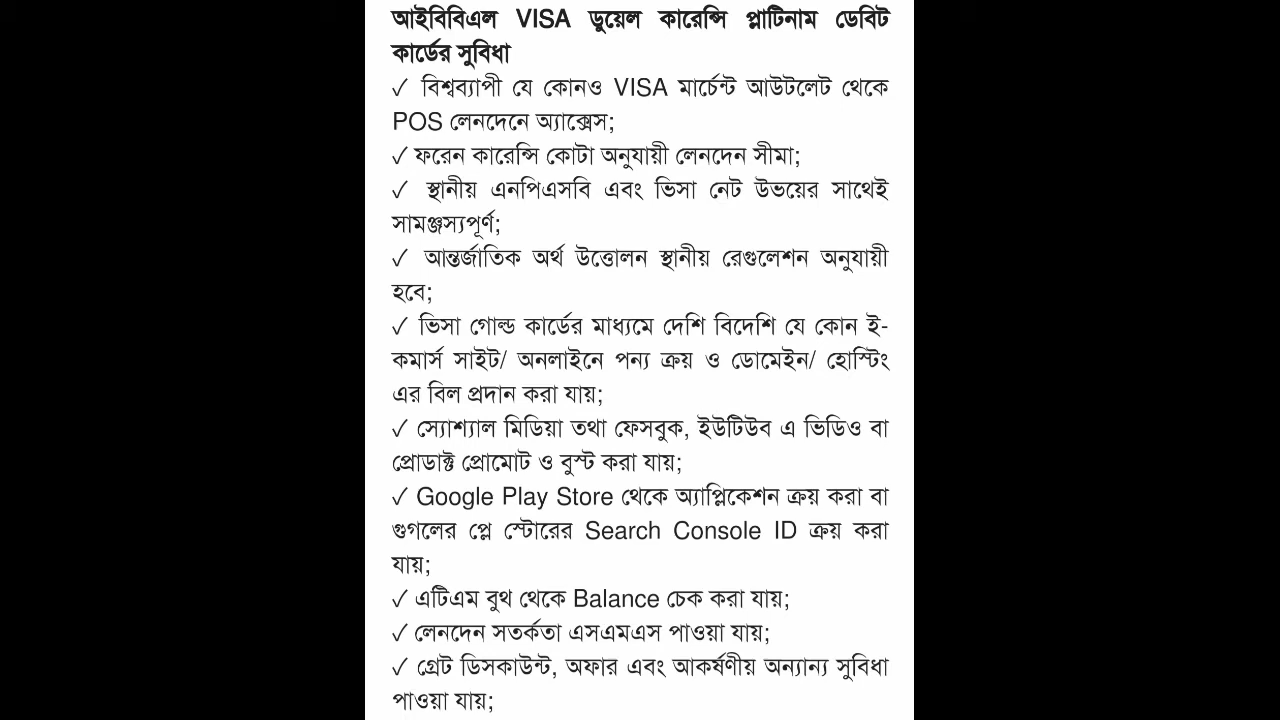 আইবিবিএল VISA ডুয়েল কারেন্সি প্লাটিনাম ডেবিট
কার্ডের সুবিধা
✓ বিশ্বব্যাপী যে কোনও VISA মার্চেন্ট আউটলেট থেকে
POS লেনদেনে অ্যাক্সেস;
✓ ফরেন কারেন্সি কোটা অনুযায়ী লেনদেন সীমা;
✓ স্থানীয় এনপিএসবি এবং ভিসা নেট উভয়ের সাথেই
সামঞ্জস্যপূর্ণ;
✓ আন্তর্জাতিক অর্থ উত্তোলন স্থানীয় রেগুলেশন অনুযায়ী
হবে;
✓ ভিসা গোল্ড কার্ডের মাধ্যমে দেশি বিদেশি যে কোন ই-
কমার্স সাইট/ অনলাইনে পন্য ক্রয় ও ডোমেইন/ হোস্টিং
এর বিল প্রদান করা যায়;
✓ স্যোশ্যাল মিডিয়া তথা ফেসবুক, ইউটিউব এ ভিডিও বা
প্রোডাক্ট প্রোমোট ও বুস্ট করা যায়;
✓ Google Play Store থেকে অ্যাপ্লিকেশন ক্রয় করা বা
গুগলের প্লে স্টোরের Search Console ID ক্রয় করা
যায়;
✓ এটিএম বুথ থেকে Balance চেক করা যায়;
✓ লেনদেন সতর্কতা এসএমএস পাওয়া যায়;
✓ গ্রেট ডিসকাউন্ট, অফার এবং আকর্ষণীয় অন্যান্য সুবিধা
পাওয়া যায়;